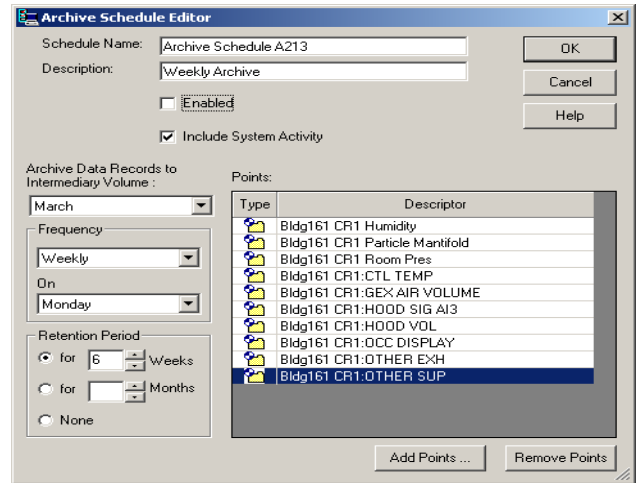 Archive Schedule Editor
Schedule Name: Archive Schedule A213
OK
Description: Weekly Archive
Cancel
Enabled
Help
Include System Activity
Archive Data Records to
Intermediary Volume :
Points:
March
Type Descriptor
Bldg161 CR1 Humidity
Frequency
Bldg161 CR1 Particle Mantifold
Weekly
Bldg161 CR1 Room Pres
Bldg161 CR1:CTL TEMP
On
Bldg161 CR1:GEX AIR VOLUME
Monday
Bldg161 CR1:HOOD SIG AI3
Bldg161 CR1:HOOD VOL
Retention Period
Bldg161 CR1:OCC DISPLAY
for 6 Weeks
Bldg161 CR1:OTHER EXH
Bldg161 CR1:OTHER SUP
for Months
None
Add Points ...
Remove Points